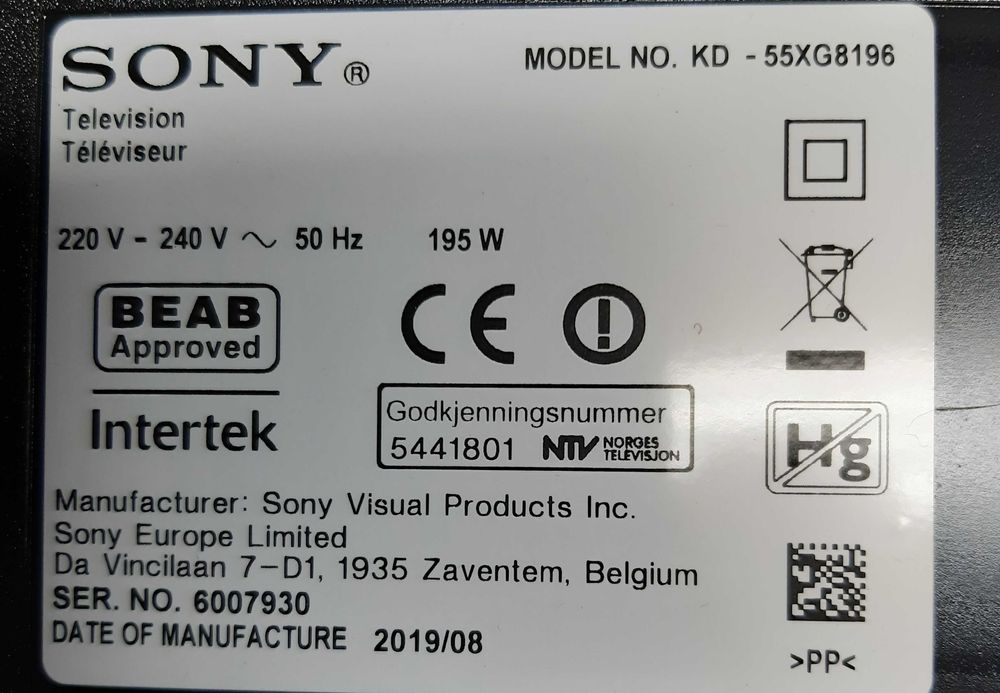 SONY®
MODEL NO. KD - 55XG8196
Television
Téléviseur
220 V - 240 V ~ 50 Hz 195 W
BEAB
Approved
Intertek
CE
Godkjenningsnummer
5441801 NTV NORGES
TELEVISJON
Hg
Manufacturer: Sony Visual Products Inc.
Sony Europe Limited
Da Vincilaan 7-D1, 1935 Zaventem, Belgium
SER. NO. 6007930
DATE OF MANUFACTURE 2019/08
>PP<